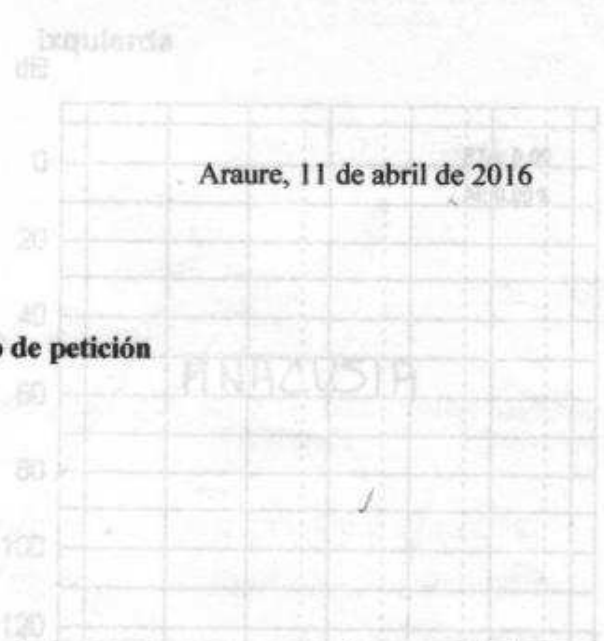 izquierda
dB
0
Araure, 11 de abril de 2016
20
40
de petición
ANACUSIA
60
80
100
120